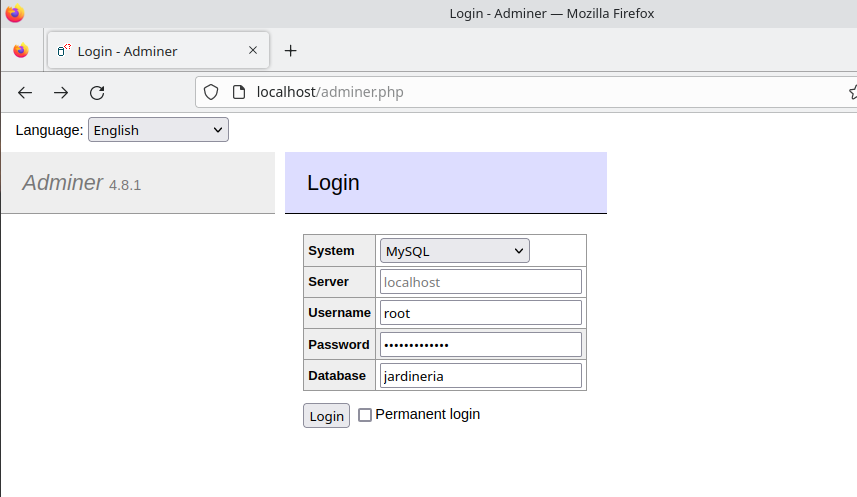 Login - Adminer — Mozilla Firefox
Login - Adminer
localhost/adminer.php
Language: English
Adminer 4.8.1
Login
System MySQL
Server localhost
Username root
Password •••••••••••••
Database jardineria
Login Permanent login